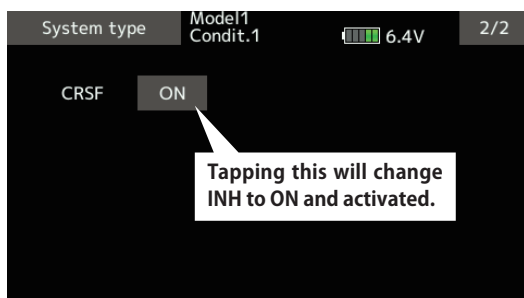 System type
Model1
Condit.1
6.4V
2/2
CRSF
ON
Tapping this will change
INH to ON and activated.